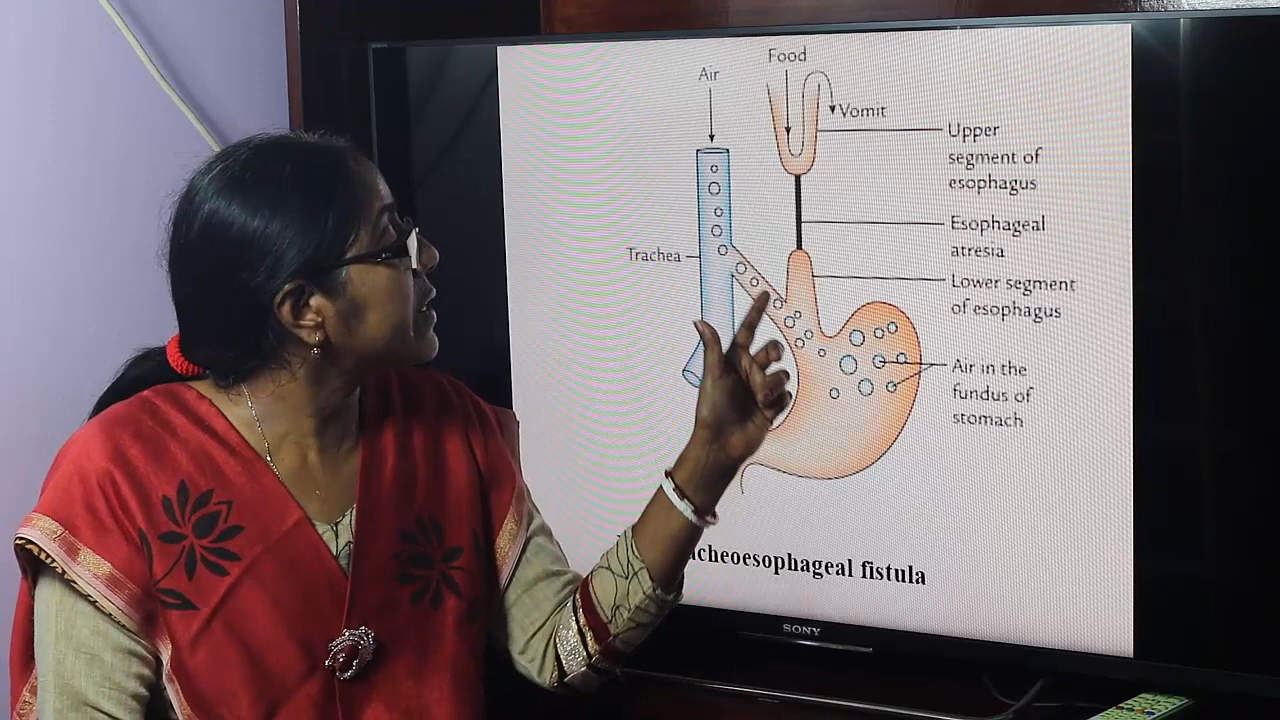 Food
Air
Vomit
Upper
segment of
esophagus
Esophageal
atresia
Trachea
Lower segment
of esophagus
Air in the
fundus of
stomach
acheoesophageal fistula
SONY